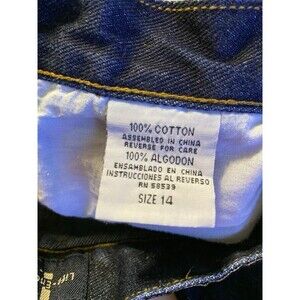 100% COTTON
ASSEMBLED IN CHINA
REVERSE FOR CARE
100% ALGODON
ENSAMBLADO EN CHINA
INSTRUCCIONES AL REVERSO
RN 58539
SIZE 14